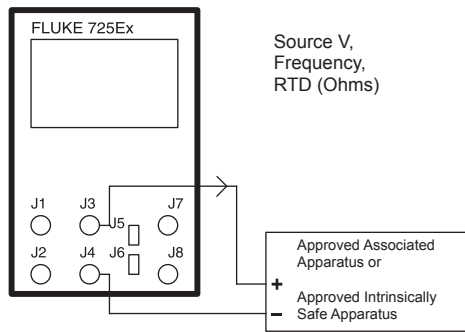 FLUKE 725Ex
Source V,
Frequency,
RTD (Ohms)
J1 J3 J5 J7
J2 J4 J6 J8
Approved Associated
Apparatus or
+
Approved Intrinsically
– Safe Apparatus